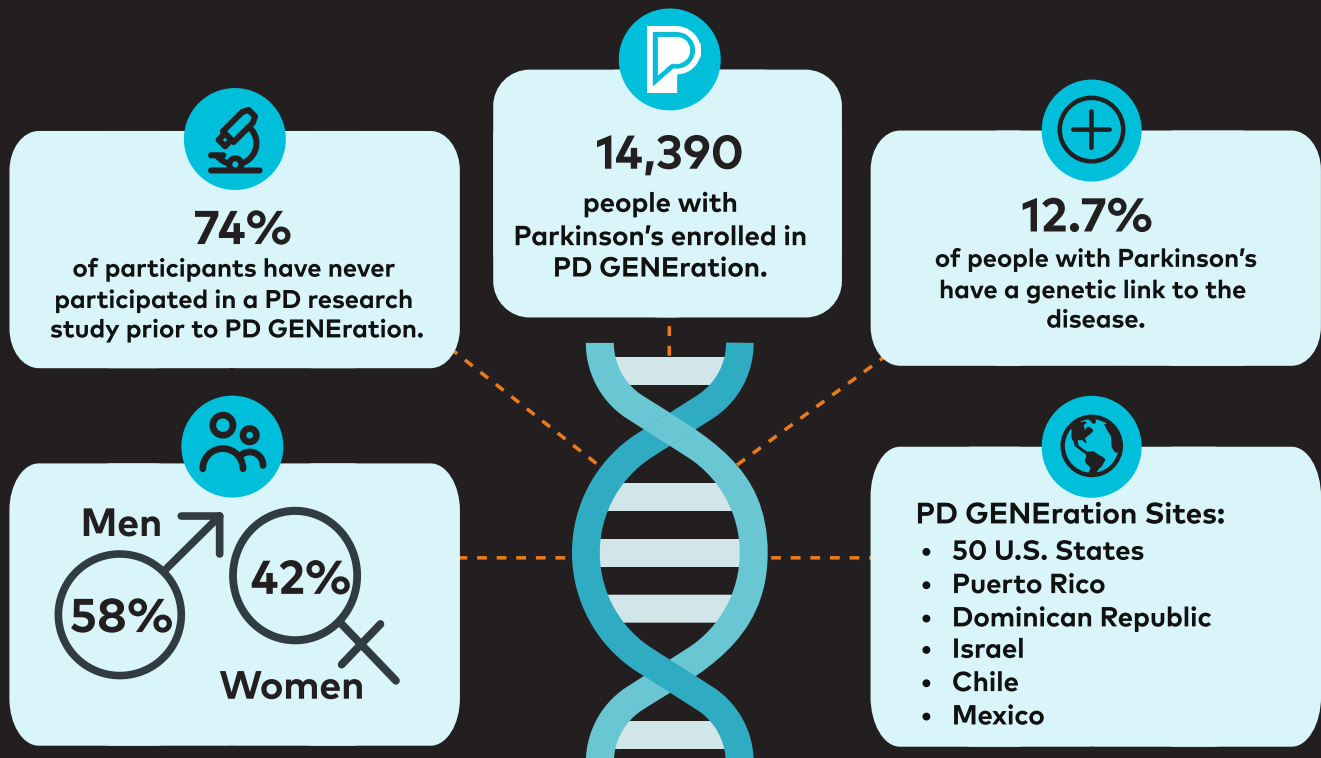 74%
of participants have never
participated in a PD research
study prior to PD GENEration.
14,390
people with
Parkinson's enrolled in
PD GENEration.
12.7%
of people with Parkinson's
have a genetic link to the
disease.
Men
58%
42%
Women
PD GENEration Sites:
• 50 U.S. States
• Puerto Rico
• Dominican Republic
• Israel
• Chile
• Mexico